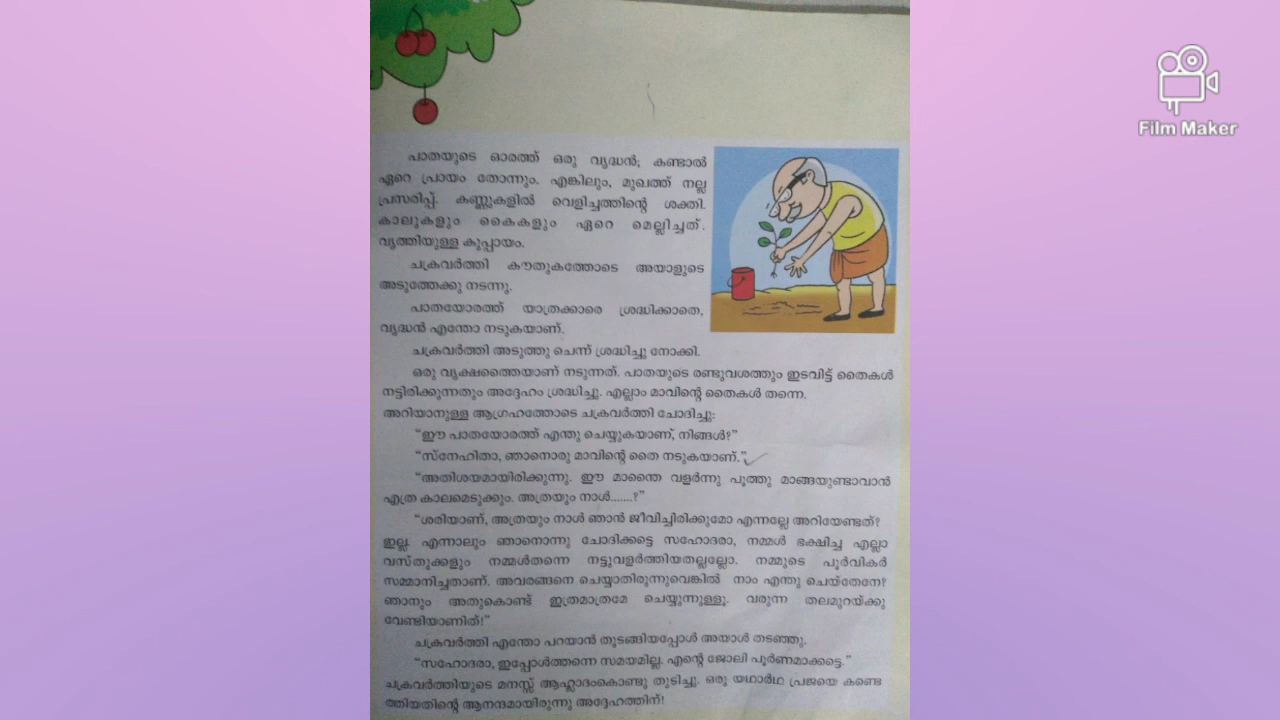 പാതയുടെ ഓരത്ത് ഒരു വൃദ്ധൻ; കണ്ടാൽ
ഏറെ പ്രായം തോന്നും. എങ്കിലും, മുഖത്ത് നല്ല
പ്രസരിപ്പ്. കണ്ണുകളിൽ വെളിച്ചത്തിന്റെ ശക്തി.
കാലുകളും കൈകളും ഏറെ മെല്ലിച്ചത്.
വൃത്തിയുള്ള കുപ്പായം.
ചക്രവർത്തി കൗതുകത്തോടെ അയാളുടെ
അടുത്തേക്കു നടന്നു.
പാതയോരത്ത് യാത്രക്കാരെ ശ്രദ്ധിക്കാതെ,
വൃദ്ധൻ എന്തോ നടുകയാണ്.
ചക്രവർത്തി അടുത്തു ചെന്ന് ശ്രദ്ധിച്ചു നോക്കി.
ഒരു വൃക്ഷത്തൈയാണ് നടുന്നത്. പാതയുടെ രണ്ടുവശത്തും ഇടവിട്ട് തൈകൾ
നട്ടിരിക്കുന്നതും അദ്ദേഹം ശ്രദ്ധിച്ചു. എല്ലാം മാവിന്റെ തൈകൾ തന്നെ.
അറിയാനുള്ള ആഗ്രഹത്തോടെ ചക്രവർത്തി ചോദിച്ചു:
“ഈ പാതയോരത്ത് എന്തു ചെയ്യുകയാണ്, നിങ്ങൾ?”
“സ്നേഹിതാ, ഞാനൊരു മാവിന്റെ തൈ നടുകയാണ്.”
“അതിശയമായിരിക്കുന്നു. ഈ മാന്തൈ വളർന്നു പൂത്തു മാങ്ങയുണ്ടാവാൻ
എത്ര കാലമെടുക്കും. അത്രയും നാൾ.......?”
“ശരിയാണ്, അത്രയും നാൾ ഞാൻ ജീവിച്ചിരിക്കുമോ എന്നല്ലേ അറിയേണ്ടത്?
ഇല്ല. എന്നാലും ഞാനൊന്നു ചോദിക്കട്ടെ സഹോദരാ, നമ്മൾ ഭക്ഷിച്ച എല്ലാ
വസ്തുക്കളും നമ്മൾതന്നെ നട്ടുവളർത്തിയതല്ലല്ലോ. നമ്മുടെ പൂർവികർ
സമ്മാനിച്ചതാണ്. അവരങ്ങനെ ചെയ്യാതിരുന്നുവെങ്കിൽ നാം എന്തു ചെയ്തേനേ?
ഞാനും അതുകൊണ്ട് ഇത്രമാത്രമേ ചെയ്യുന്നുള്ളൂ. വരുന്ന തലമുറയ്ക്കു
വേണ്ടിയാണിത്!”
ചക്രവർത്തി എന്തോ പറയാൻ തുടങ്ങിയപ്പോൾ അയാൾ തടഞ്ഞു.
“സഹോദരാ, ഇപ്പോൾത്തന്നെ സമയമില്ല. എന്റെ ജോലി പൂർണമാക്കട്ടെ.”
ചക്രവർത്തിയുടെ മനസ്സ് ആഹ്ലാദംകൊണ്ടു തുടിച്ചു. ഒരു യഥാർഥ പ്രജയെ കണ്ടെ
ത്തിയതിന്റെ ആനന്ദമായിരുന്നു അദ്ദേഹത്തിന്!
Film Maker